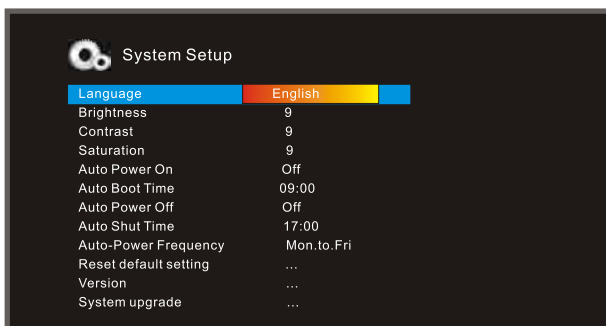 System Setup
Language English
Brightness 9
Contrast 9
Saturation 9
Auto Power On Off
Auto Boot Time 09:00
Auto Power Off Off
Auto Shut Time 17:00
Auto-Power Frequency Mon.to.Fri
Reset default setting ...
Version ...
System upgrade ...